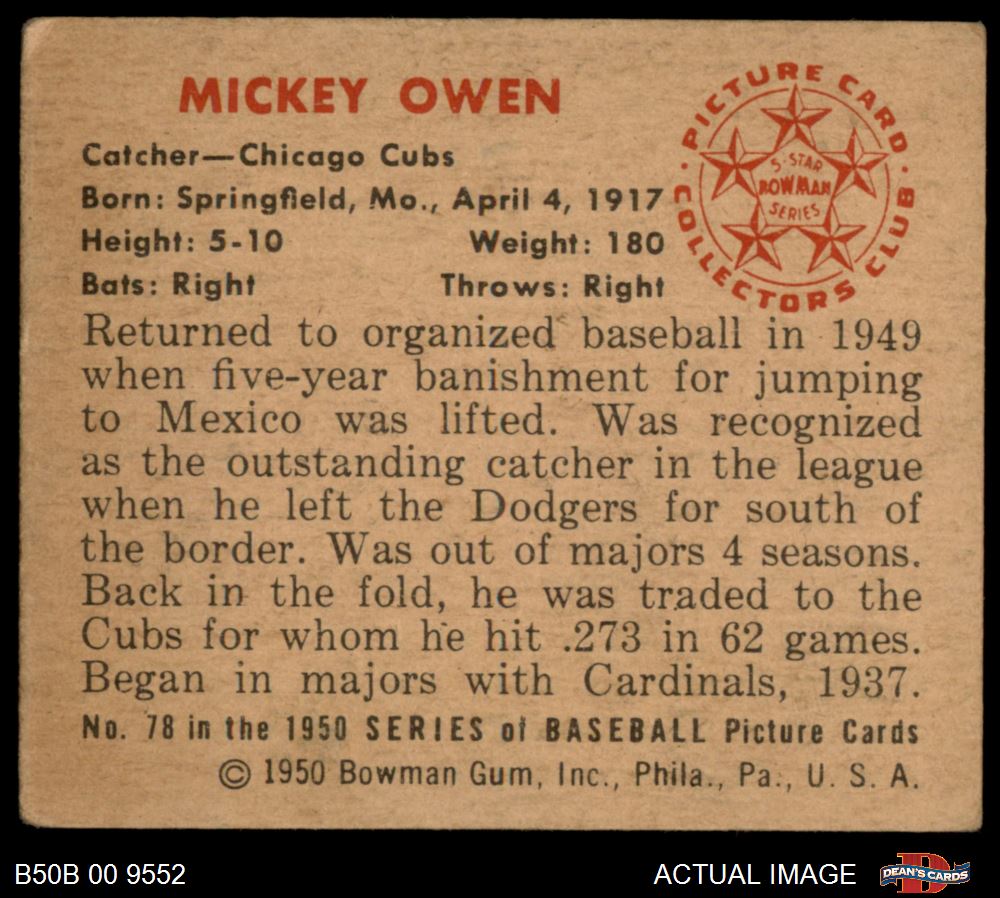 MICKEY OWEN
PICTURE CARD
COLLECTORS CLUB
5-STAR
BOWMAN
SERIES
Catcher—Chicago Cubs
Born: Springfield, Mo., April 4, 1917
Height: 5-10 Weight: 180
Bats: Right Throws: Right
Returned to organized baseball in 1949
when five-year banishment for jumping
to Mexico was lifted. Was recognized
as the outstanding catcher in the league
when he left the Dodgers for south of
the border. Was out of majors 4 seasons.
Back in the fold, he was traded to the
Cubs for whom he hit .273 in 62 games.
Began in majors with Cardinals, 1937.
No. 78 in the 1950 SERIES of BASEBALL Picture Cards
© 1950 Bowman Gum, Inc., Phila., Pa., U. S. A.
B50B 00 9552
ACTUAL IMAGE
D
DEAN'S CARDS